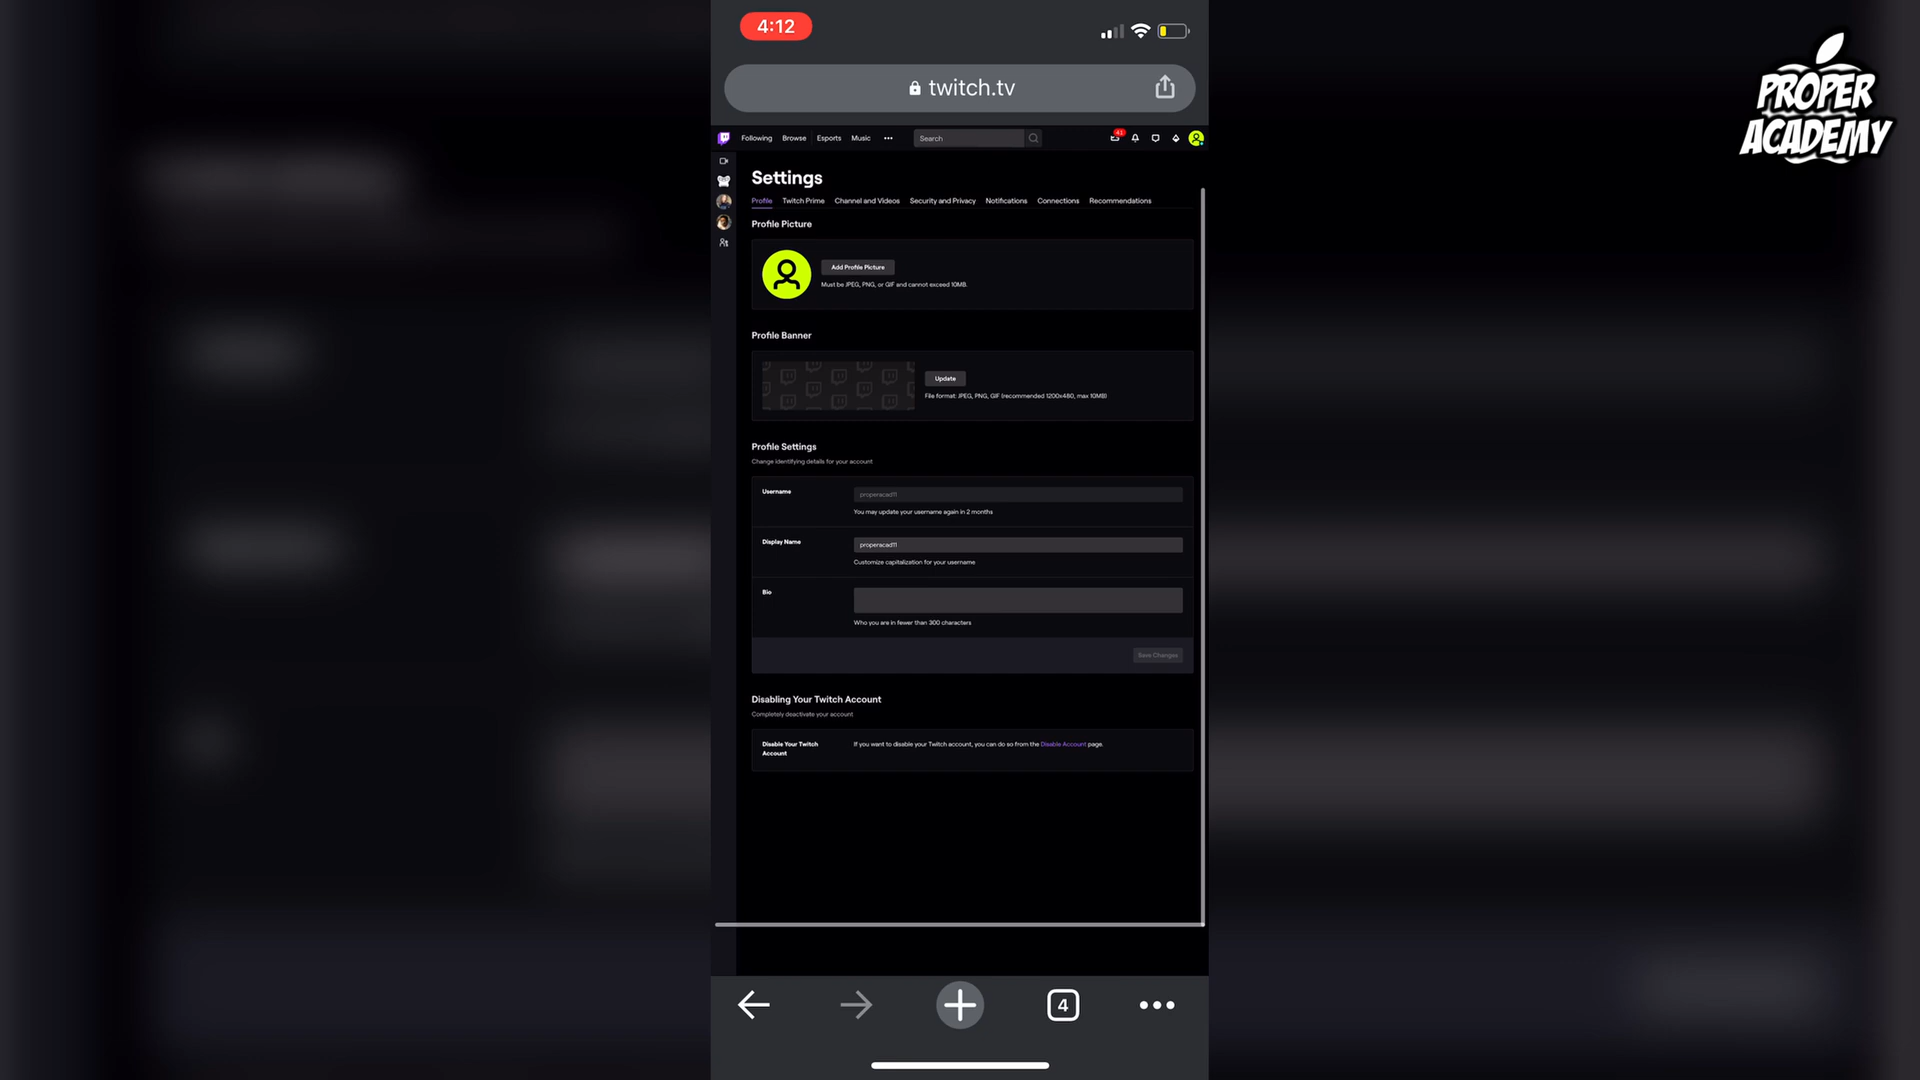 4:12
twitch.tv
PROPER
ACADEMY
Following Browse Esports Music Search
41
Settings
Profile Twitch Prime Channel and Videos Security and Privacy Notifications Connections Recommendations
Profile Picture
Add Profile Picture
Must be JPEG, PNG, or GIF and cannot exceed 10MB.
Profile Banner
Update
File format: JPEG, PNG, GIF (recommended 1200x480, max 10MB)
Profile Settings
Change identifying details for your account
Username
properacad11
You may update your username again in 2 months
Display Name
properacad11
Customize capitalization for your username
Bio
Who you are in fewer than 300 characters
Save Changes
Disabling Your Twitch Account
Completely deactivate your account
Disable Your Twitch
Account
If you want to disable your Twitch account, you can do so from the Disable Account page.
4